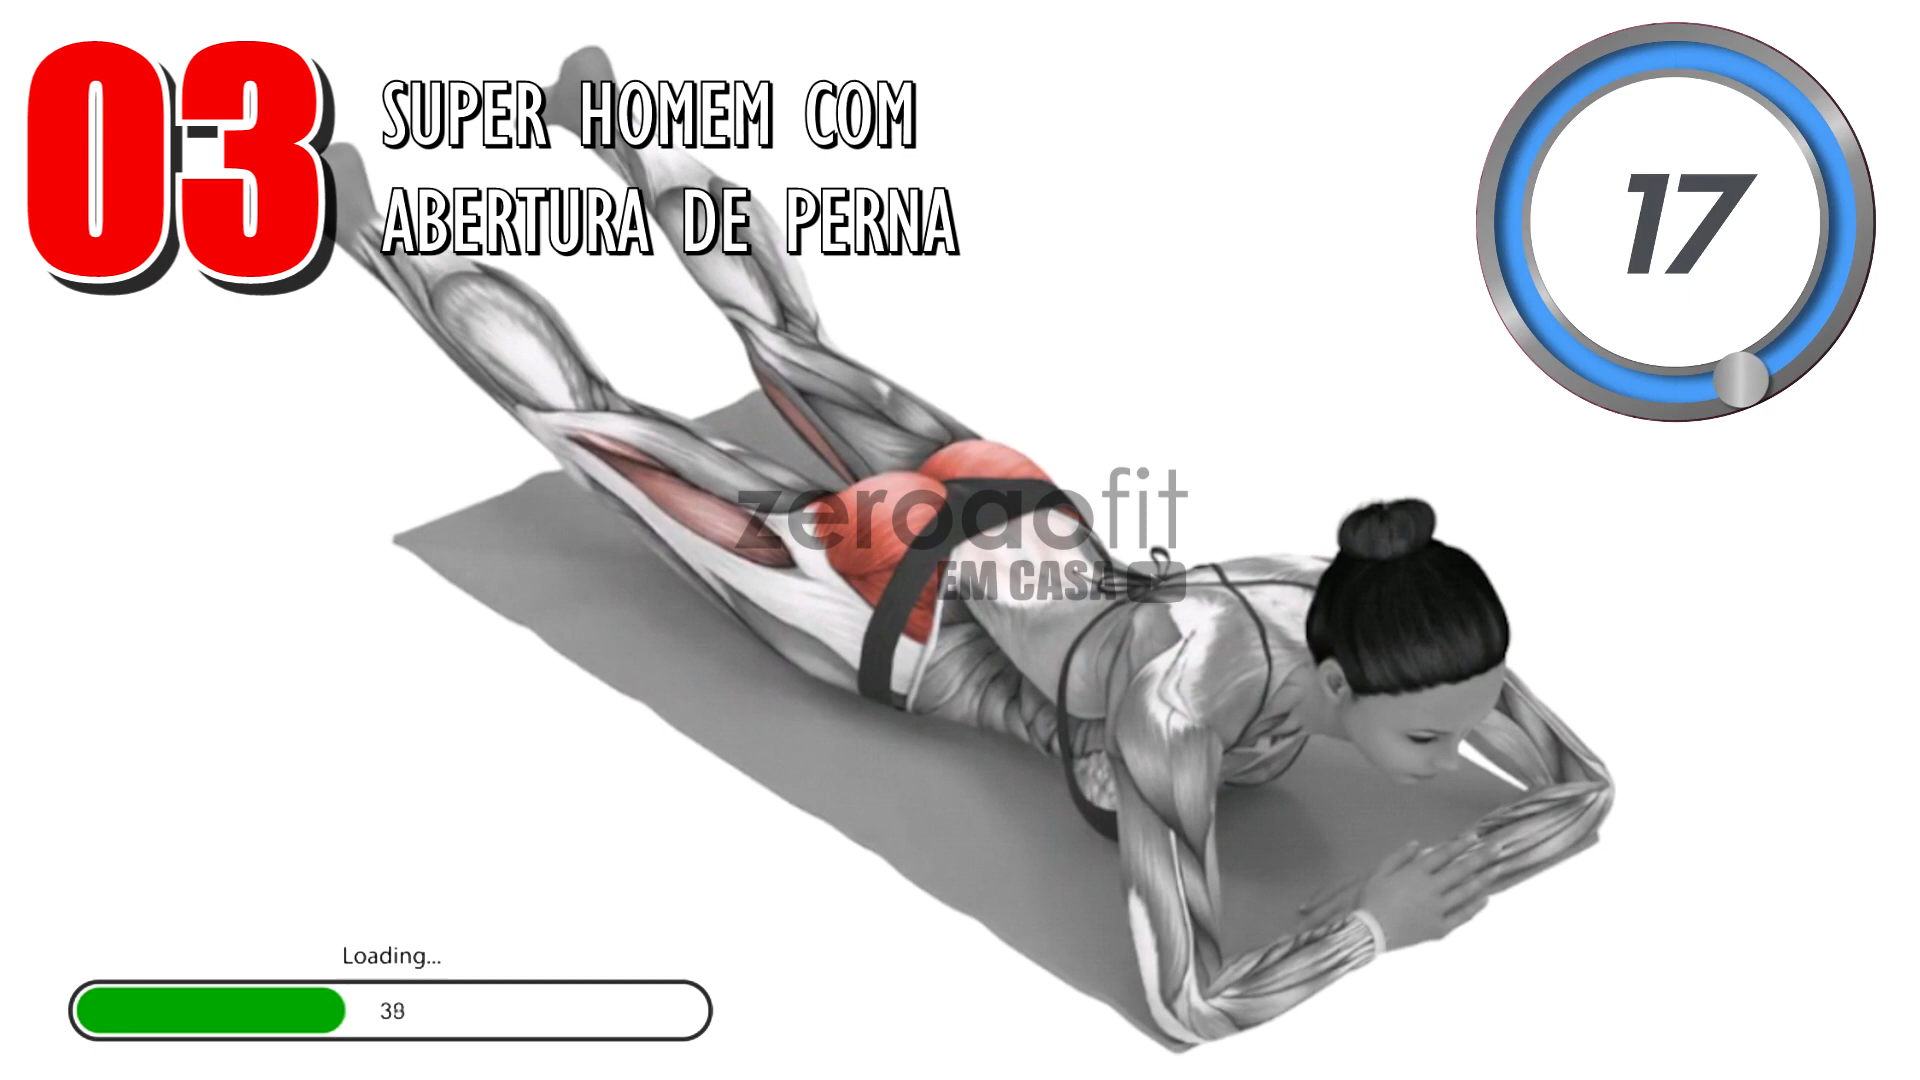 03
SUPER HOMEM COM
ABERTURA DE PERNA
17
zeroaofit
EM CASA
Loading...
38